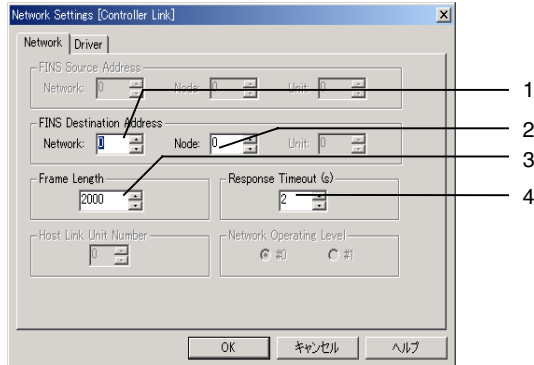 Network Settings [Controller Link]
Network Driver
FINS Source Address
Network: 0 Node: 0 Unit: 0
1
FINS Destination Address
Network: 0 Node: 0 Unit: 0
2
3
Frame Length Response Timeout (s)
2000 2
4
Host Link Unit Number Network Operating Level
0 #0 #1
OK キャンセル ヘルプ